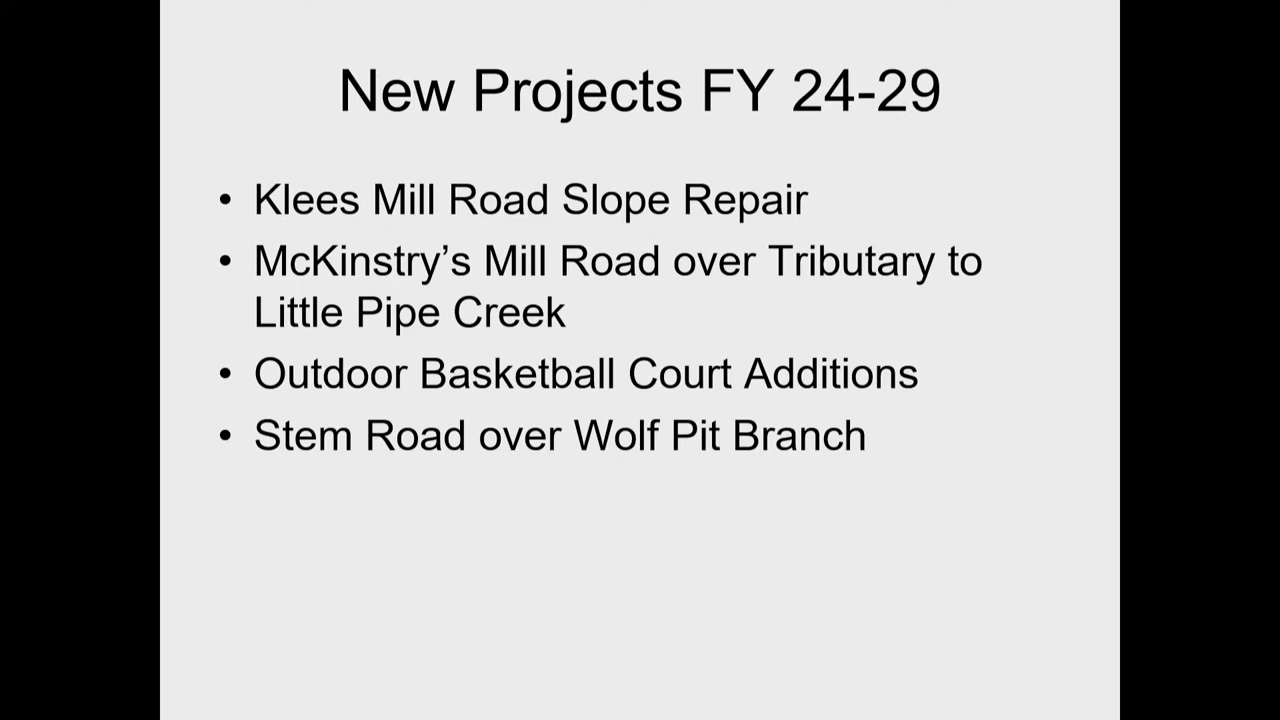 New Projects FY 24-29
• Klees Mill Road Slope Repair
• McKinstry’s Mill Road over Tributary to
Little Pipe Creek
• Outdoor Basketball Court Additions
• Stem Road over Wolf Pit Branch